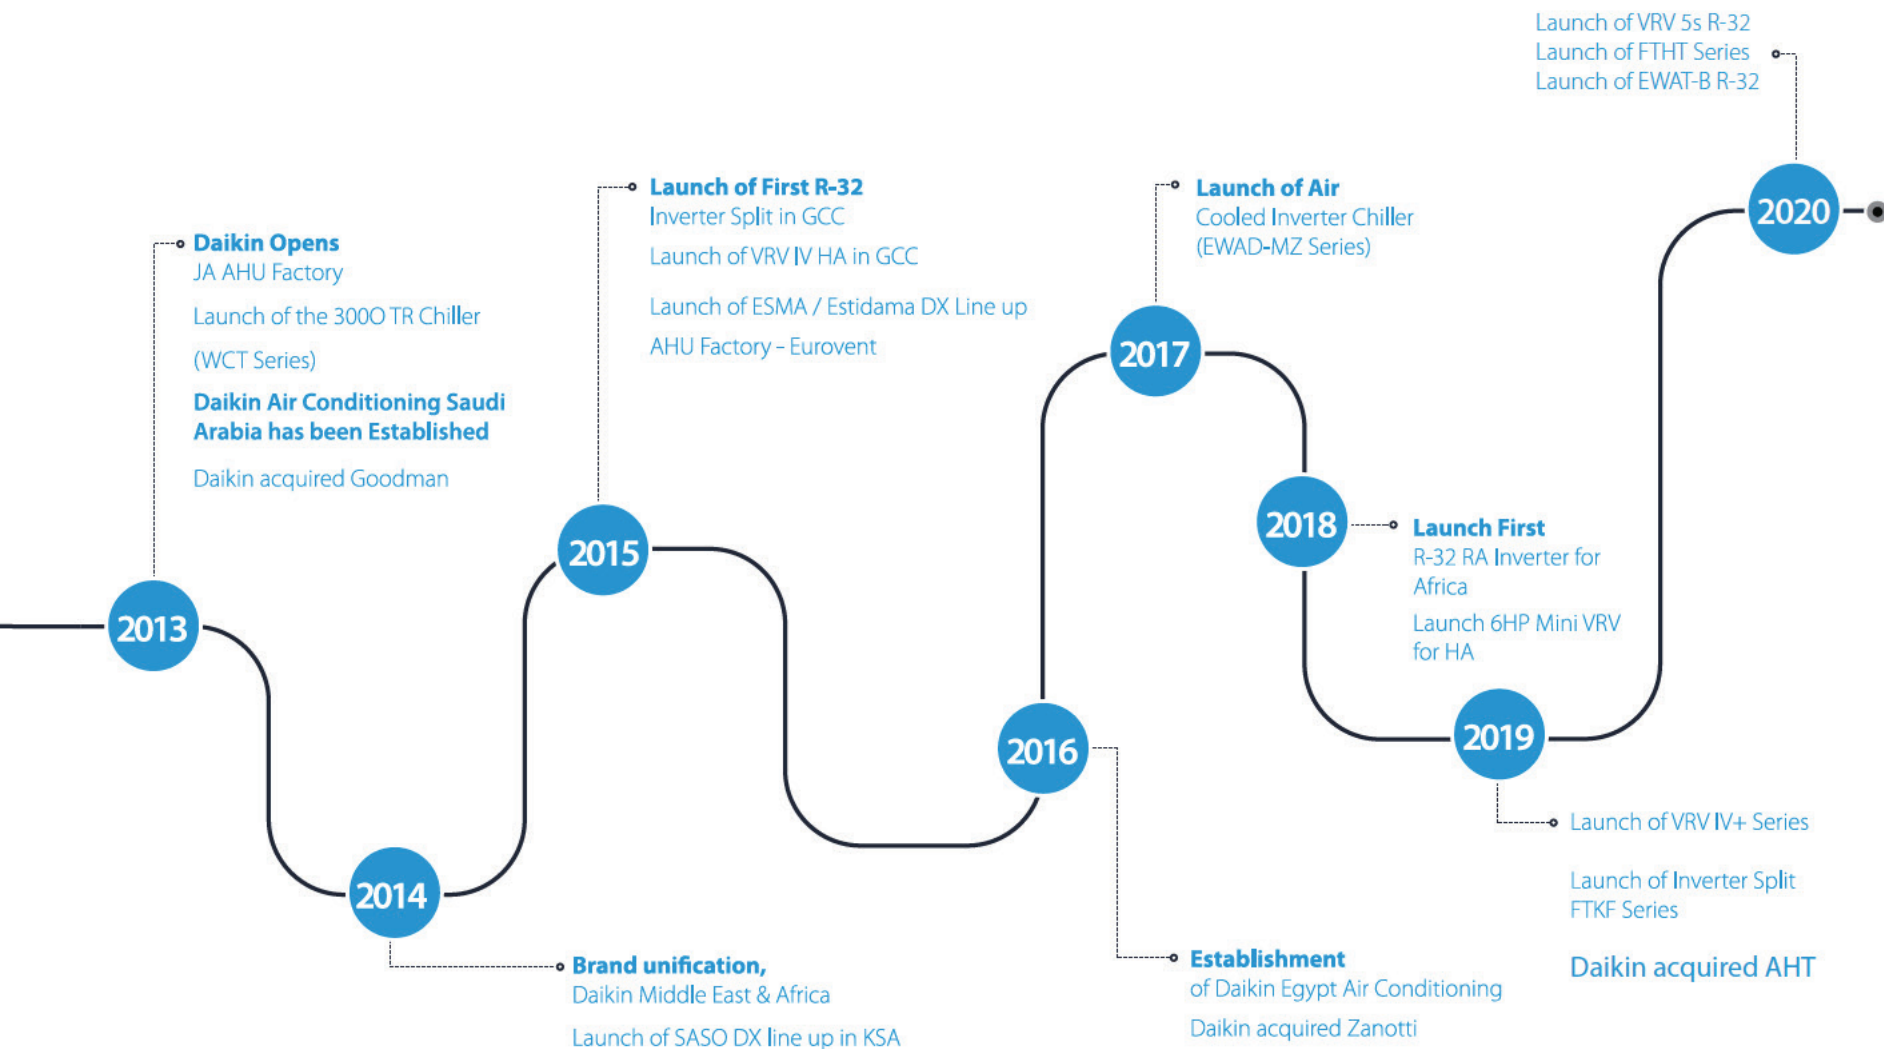 2013
Daikin Opens
JA AHU Factory
Launch of the 300O TR Chiller
(WCT Series)
Daikin Air Conditioning Saudi
Arabia has been Established
Daikin acquired Goodman
2014
Brand unification,
Daikin Middle East & Africa
Launch of SASO DX line up in KSA
2015
Launch of First R-32
Inverter Split in GCC
Launch of VRV IV HA in GCC
Launch of ESMA / Estidama DX Line up
AHU Factory - Eurovent
2016
Establishment
of Daikin Egypt Air Conditioning
Daikin acquired Zanotti
2017
Launch of Air
Cooled Inverter Chiller
(EWAD-MZ Series)
2018
Launch First
R-32 RA Inverter for
Africa
Launch 6HP Mini VRV
for HA
2019
Launch of VRV IV+ Series
Launch of Inverter Split
FTKF Series
Daikin acquired AHT
2020
Launch of VRV 5s R-32
Launch of FTHT Series
Launch of EWAT-B R-32